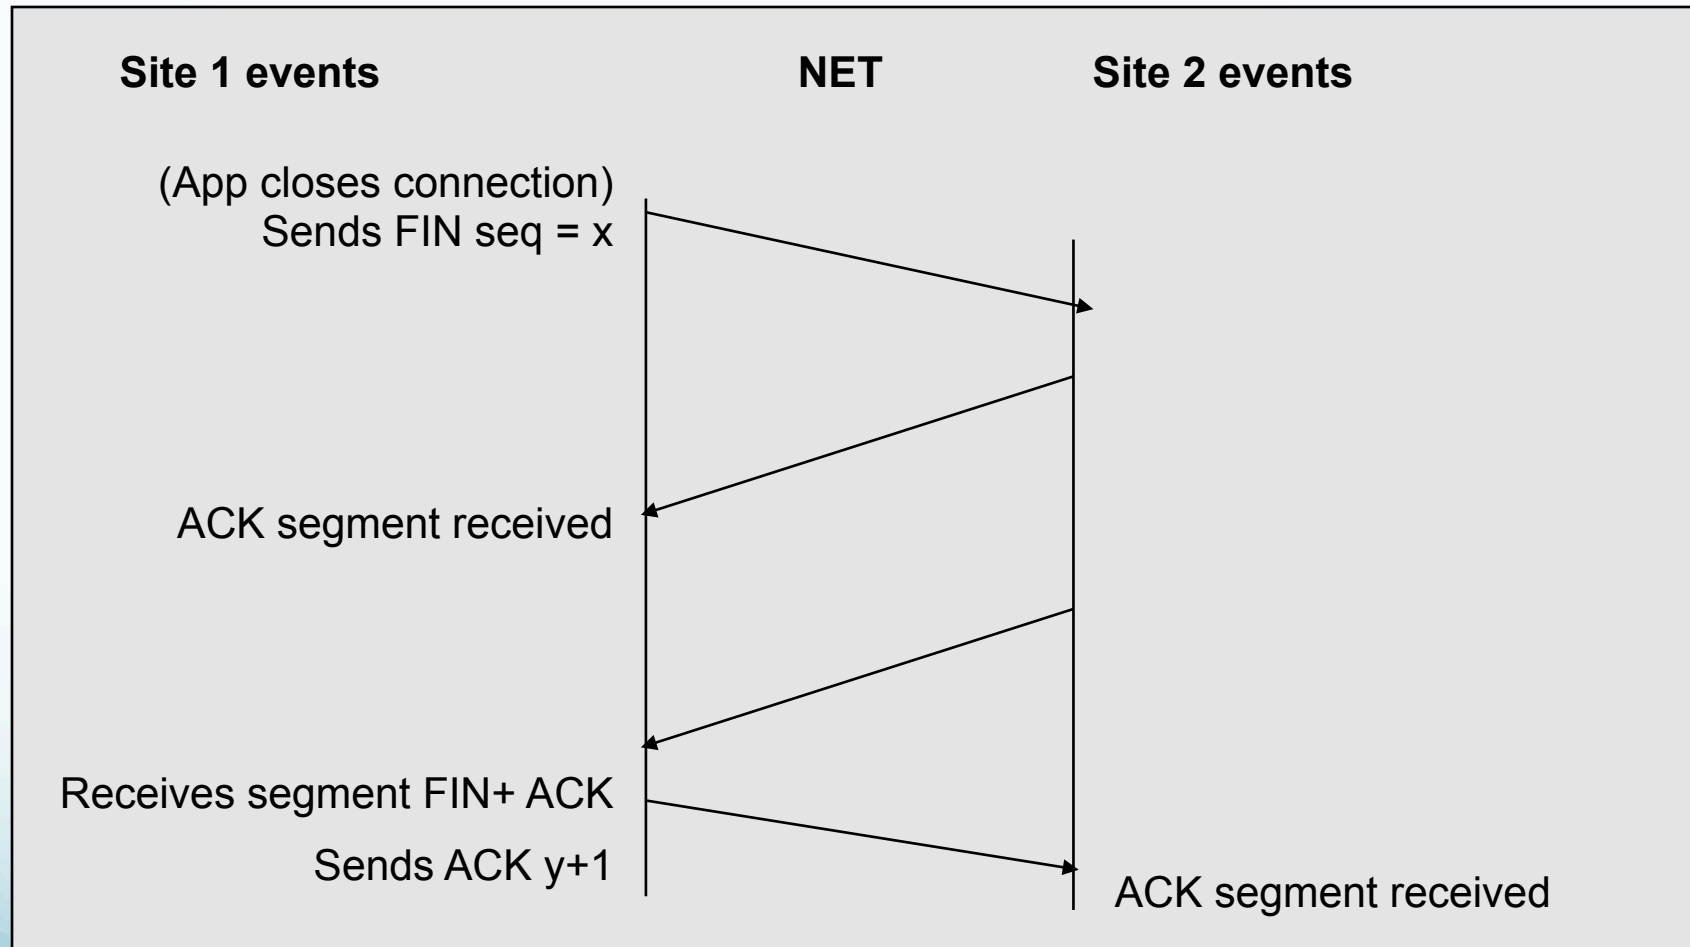 Site 1 events
NET
Site 2 events
(App closes connection)
Sends FIN seq = x
ACK segment received
Receives segment FIN+ ACK
Sends ACK y+1
ACK segment received